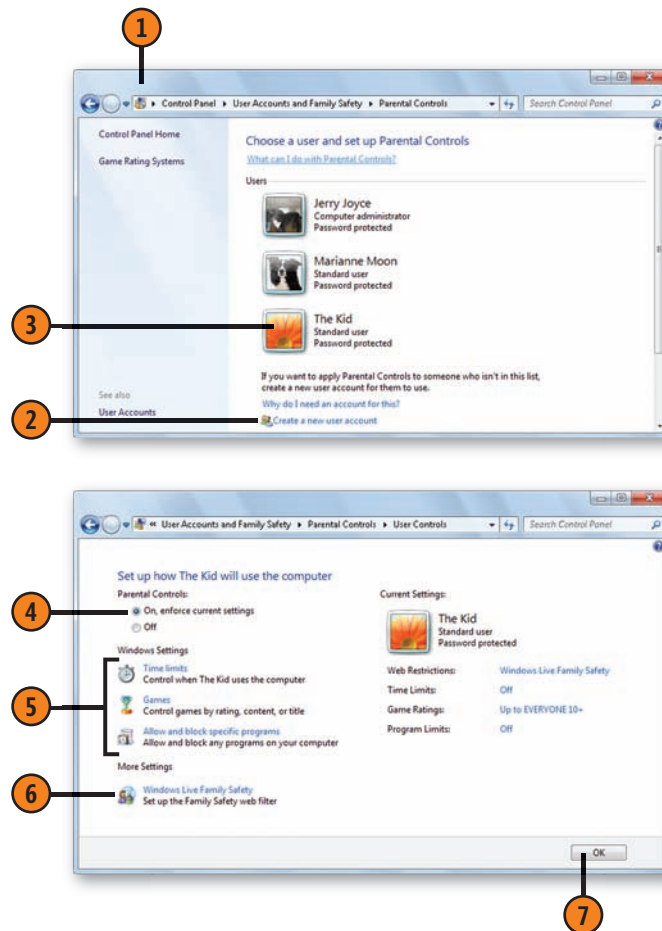 1
Control Panel ▸ User Accounts and Family Safety ▸ Parental Controls
Search Control Panel
Control Panel Home
Game Rating Systems
Choose a user and set up Parental Controls
What can I do with Parental Controls?
Users
Jerry Joyce
Computer administrator
Password protected
Marianne Moon
Standard user
Password protected
3
The Kid
Standard user
Password protected
If you want to apply Parental Controls to someone who isn't in this list,
create a new user account for them to use.
Why do I need an account for this?
See also
User Accounts
2
Create a new user account
« User Accounts and Family Safety ▸ Parental Controls ▸ User Controls
Search Control Panel
Set up how The Kid will use the computer
Parental Controls:
4
On, enforce current settings
Off
Windows Settings
5
Time limits
Control when The Kid uses the computer
Games
Control games by rating, content, or title
Allow and block specific programs
Allow and block any programs on your computer
More Settings
6
Windows Live Family Safety
Set up the Family Safety web filter
Current Settings:
The Kid
Standard user
Password protected
Web Restrictions: Windows Live Family Safety
Time Limits: Off
Game Ratings: Up to EVERYONE 10+
Program Limits: Off
OK
7